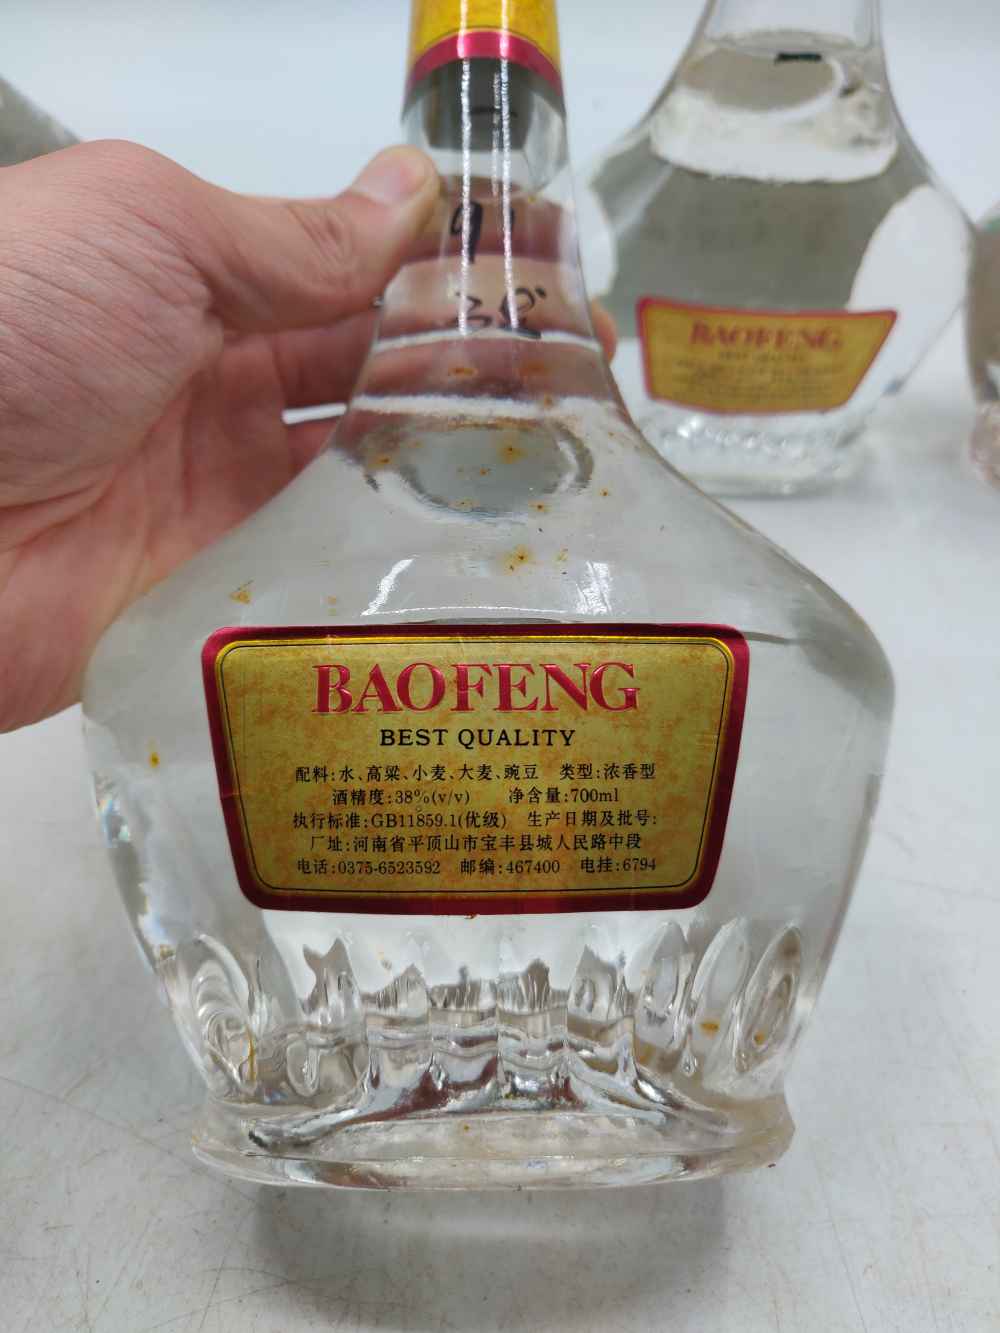 91
38°
BAOFENG
BEST QUALITY
配料:水、高粱、小麦、大麦、豌豆 类型:浓香型
酒精度:38%(v/v) 净含量:700ml
执行标准:GB11859.1(优级) 生产日期及批号:
厂址:河南省平顶山市宝丰县城人民路中段
电话:0375-6523592 邮编:467400 电挂:6794
BAOFENG
BEST QUALITY